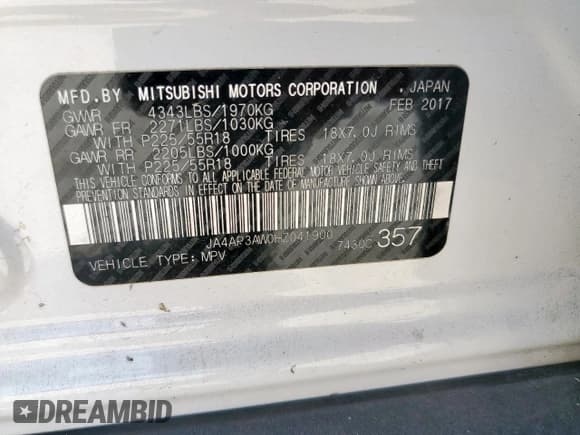 MFD.BY MITSUBISHI MOTORS CORPORATION , JAPAN
GVWR 4343LBS/1970KG FEB 2017
GAWR FR 2271LBS/1030KG
WITH P225/55R18 TIRES 18X7.0J RIMS
GAWR RR 2205LBS/1000KG
WITH P225/55R18 TIRES 18X7.0J RIMS
THIS VEHICLE CONFORMS TO ALL APPLICABLE FEDERAL MOTOR VEHICLE SAFETY AND THEFT
PREVENTION STANDARDS IN EFFECT ON THE DATE OF MANUFACTURE SHOWN ABOVE.
JA4AR3AW0HZ041900 7430C 357
VEHICLE TYPE: MPV
DREAMBID